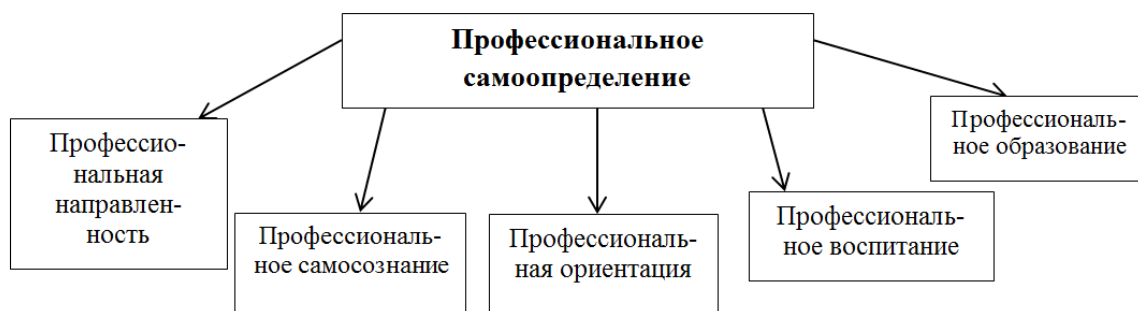 Профессиональное
самоопределение
Профессио-
нальная
направлен-
ность
Профессиональ-
ное самосознание
Профессиональ-
ная ориентация
Профессиональ-
ное воспитание
Профессиональ-
ное образование